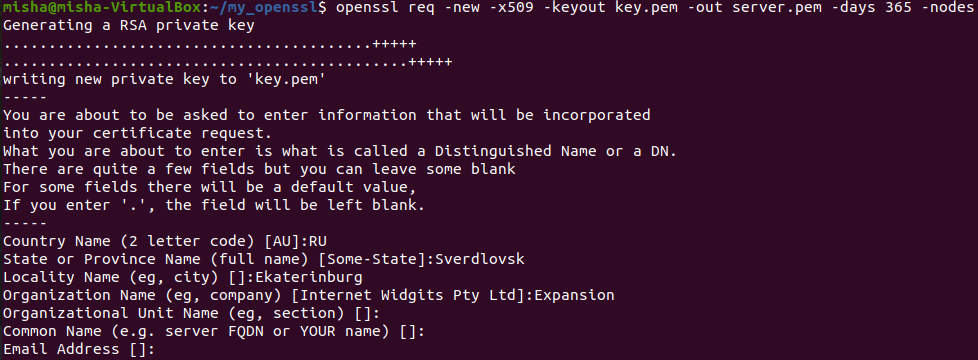 misha@misha-VirtualBox:~/my_openssl$ openssl req -new -x509 -keyout key.pem -out server.pem -days 365 -nodes
Generating a RSA private key
.........................................+++++
.............................................+++++
writing new private key to 'key.pem'
-----
You are about to be asked to enter information that will be incorporated
into your certificate request.
What you are about to enter is what is called a Distinguished Name or a DN.
There are quite a few fields but you can leave some blank
For some fields there will be a default value,
If you enter '.', the field will be left blank.
-----
Country Name (2 letter code) [AU]:RU
State or Province Name (full name) [Some-State]:Sverdlovsk
Locality Name (eg, city) []:Ekaterinburg
Organization Name (eg, company) [Internet Widgits Pty Ltd]:Expansion
Organizational Unit Name (eg, section) []:
Common Name (e.g. server FQDN or YOUR name) []:
Email Address []: